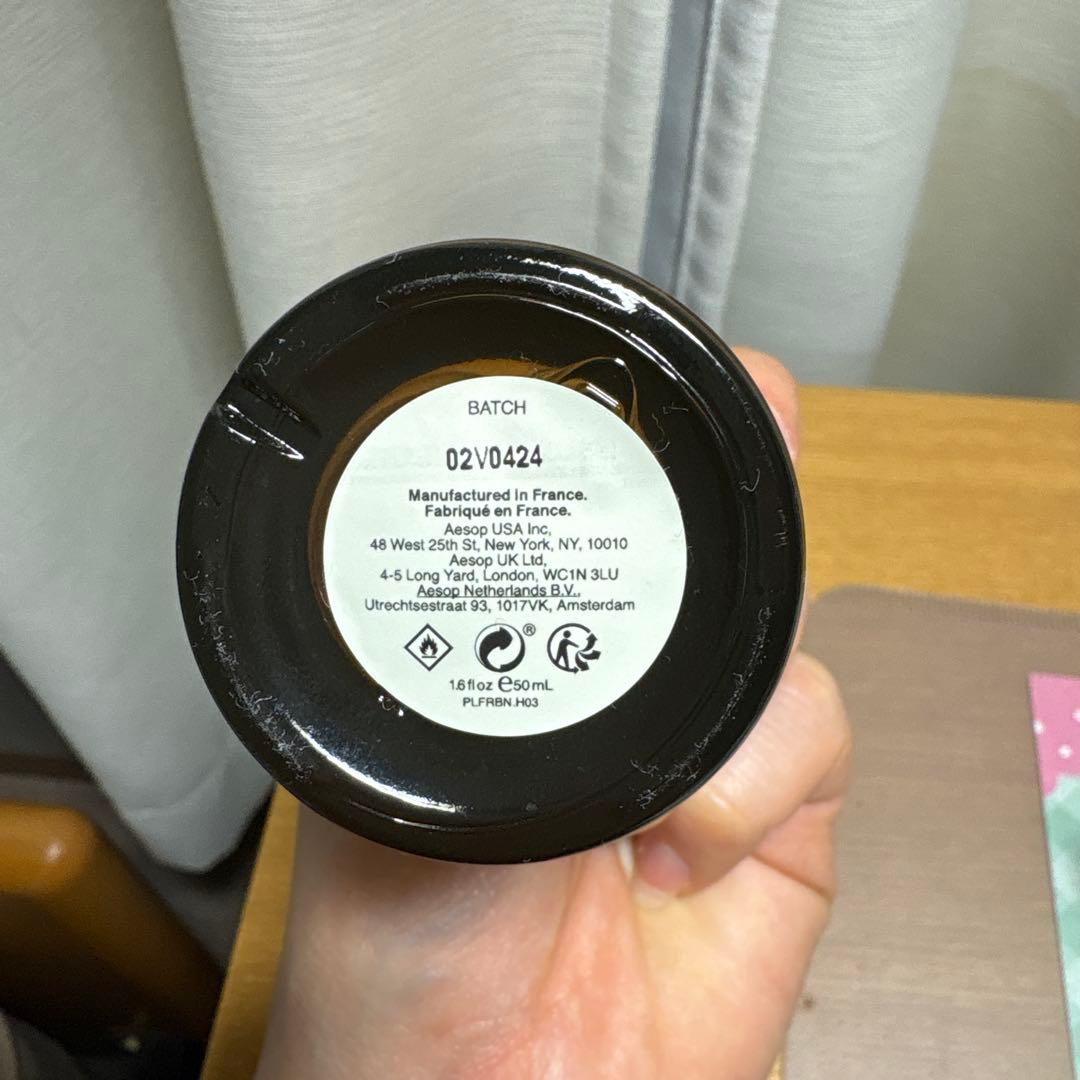 BATCH
02V0424
Manufactured in France.
Fabriqué en France.
Aesop USA Inc,
48 West 25th St, New York, NY, 10010
Aesop UK Ltd,
4-5 Long Yard, London, WC1N 3LU
Aesop Netherlands B.V.,
Utrechtsestraat 93, 1017VK, Amsterdam
®
1.6 fl oz ℮50 mL
PLFRBN.H03